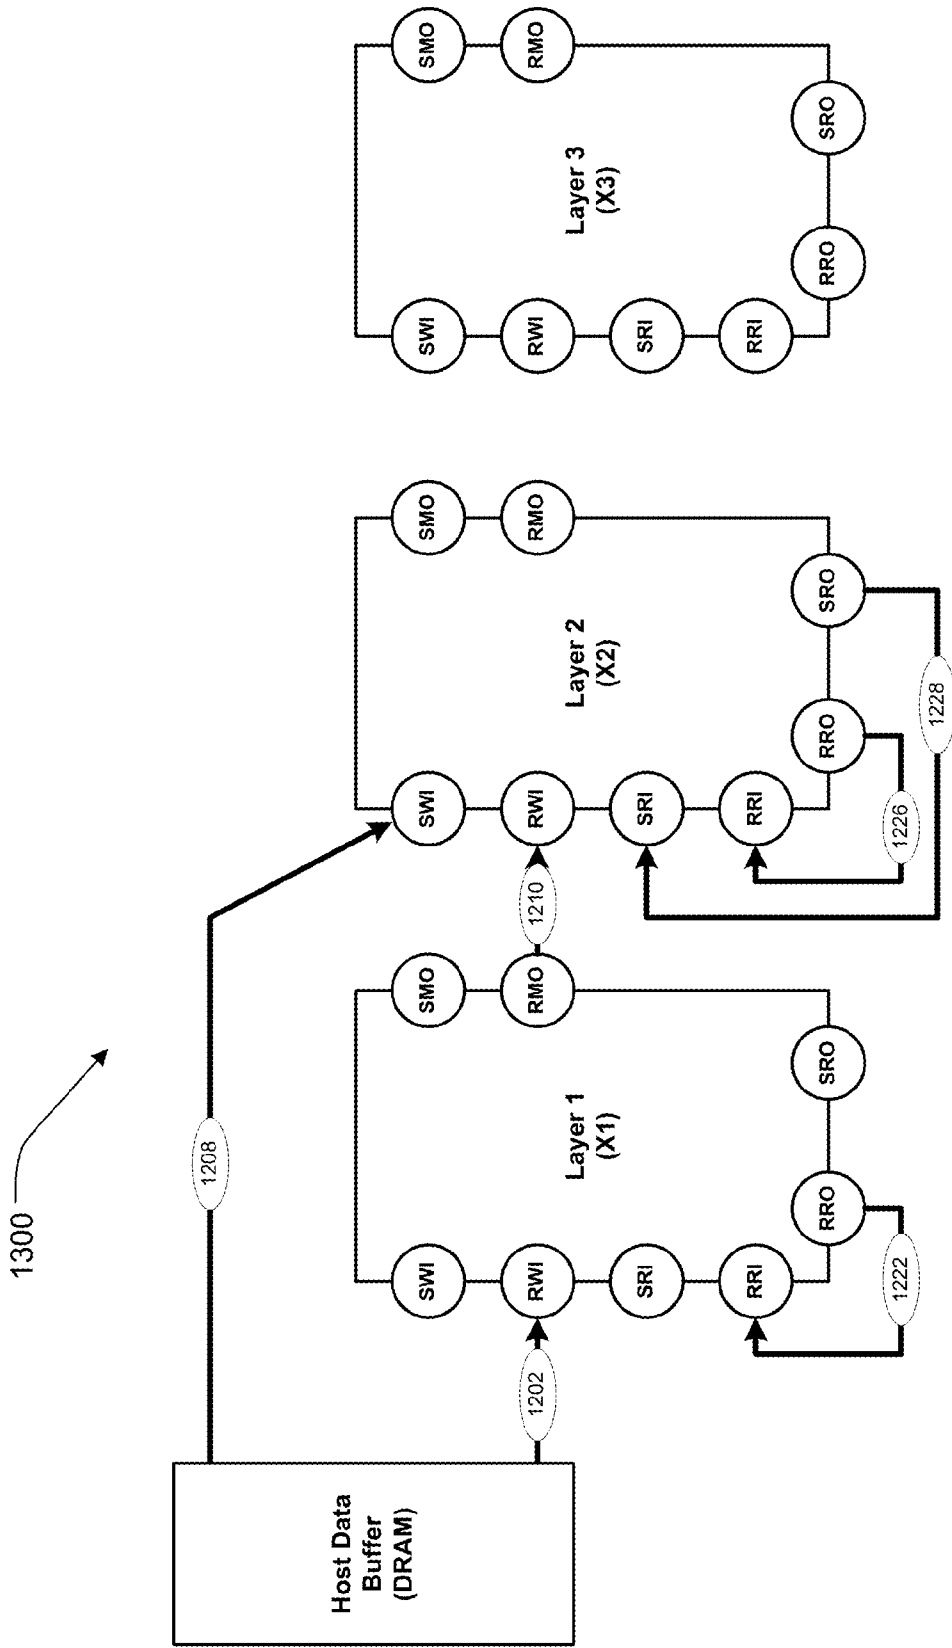 1300
Host Data
Buffer
(DRAM)
1208
1202
SWI
RWI
SRI
RRI
Layer 1
(X1)
SMO
RMO
RRO
SRO
1222
1210
SWI
RWI
SRI
RRI
Layer 2
(X2)
SMO
RMO
RRO
SRO
1226
1228
SWI
RWI
SRI
RRI
Layer 3
(X3)
SMO
RMO
RRO
SRO